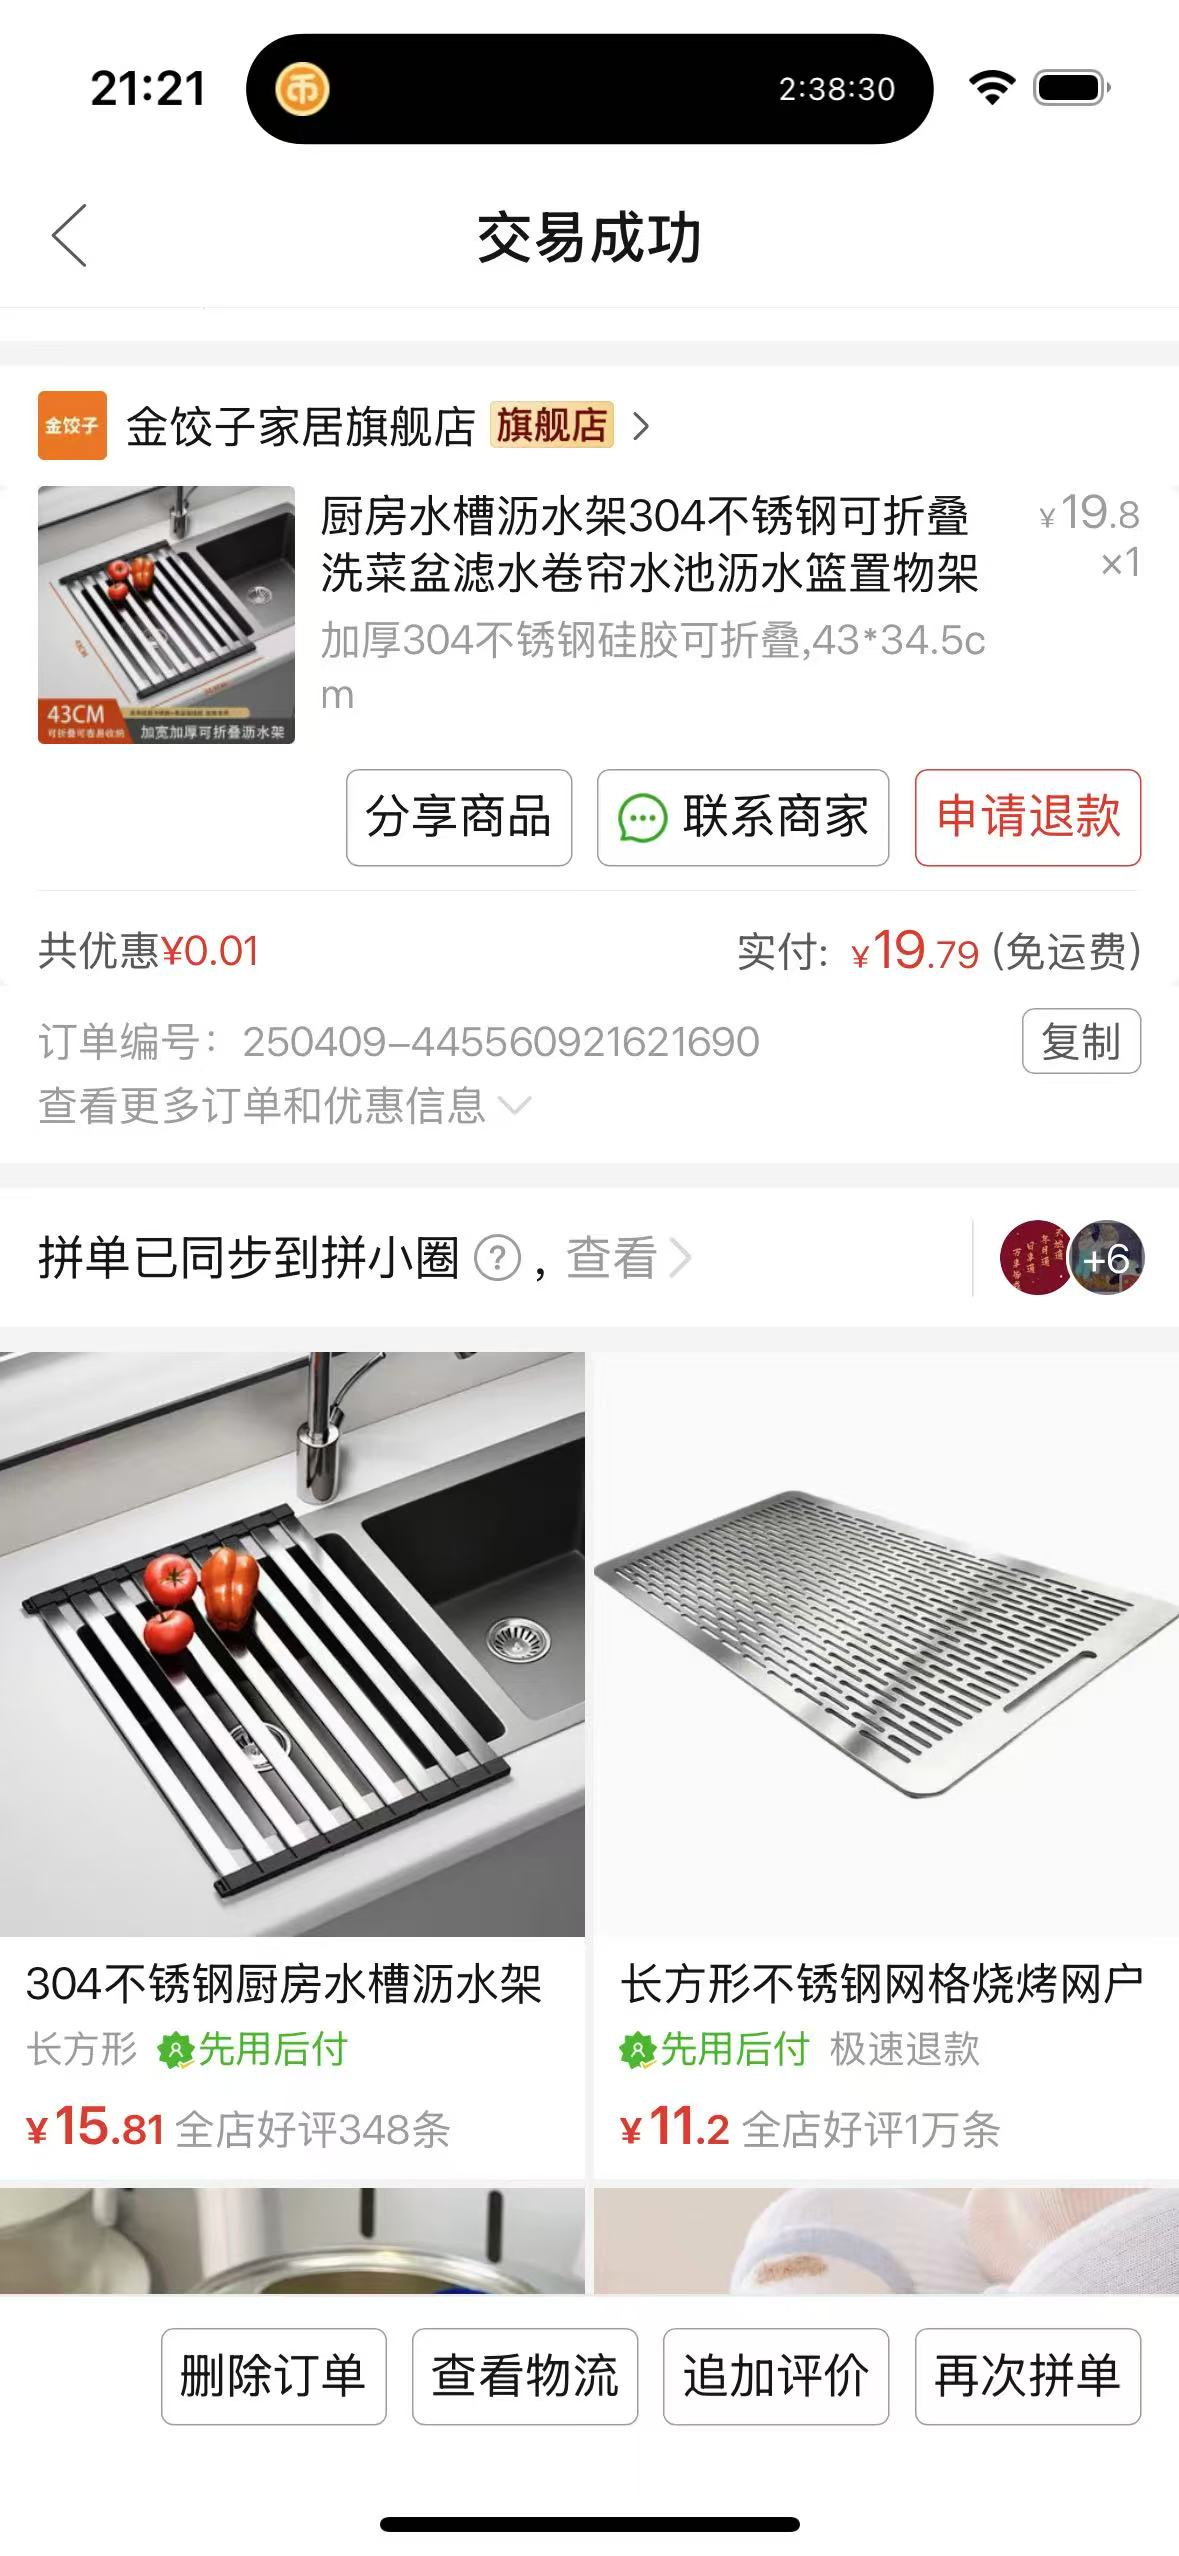 21:21
币
2:38:30
交易成功
金饺子
金饺子家居旗舰店 旗舰店
厨房水槽沥水架304不锈钢可折叠
¥19.8
洗菜盆滤水卷帘水池沥水篮置物架
×1
加厚304不锈钢硅胶可折叠,43*34.5c
m
43CM
可折叠可卷易收纳
加宽加厚可折叠沥水架
分享商品
联系商家
申请退款
共优惠¥0.01
实付: ¥19.79 (免运费)
订单编号: 250409-445560921621690
复制
查看更多订单和优惠信息
拼单已同步到拼小圈 ? , 查看
+6
304不锈钢厨房水槽沥水架
长方形 先用后付
¥15.81 全店好评348条
长方形不锈钢网格烧烤网户
先用后付 极速退款
¥11.2 全店好评1万条
删除订单
查看物流
追加评价
再次拼单